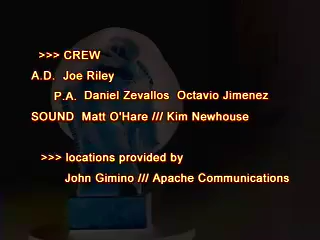 >>> CREW
A.D. Joe Riley
P.A. Daniel Zevallos Octavio Jimenez
SOUND Matt O'Hare /// Kim Newhouse
>>> locations provided by
John Gimino /// Apache Communications